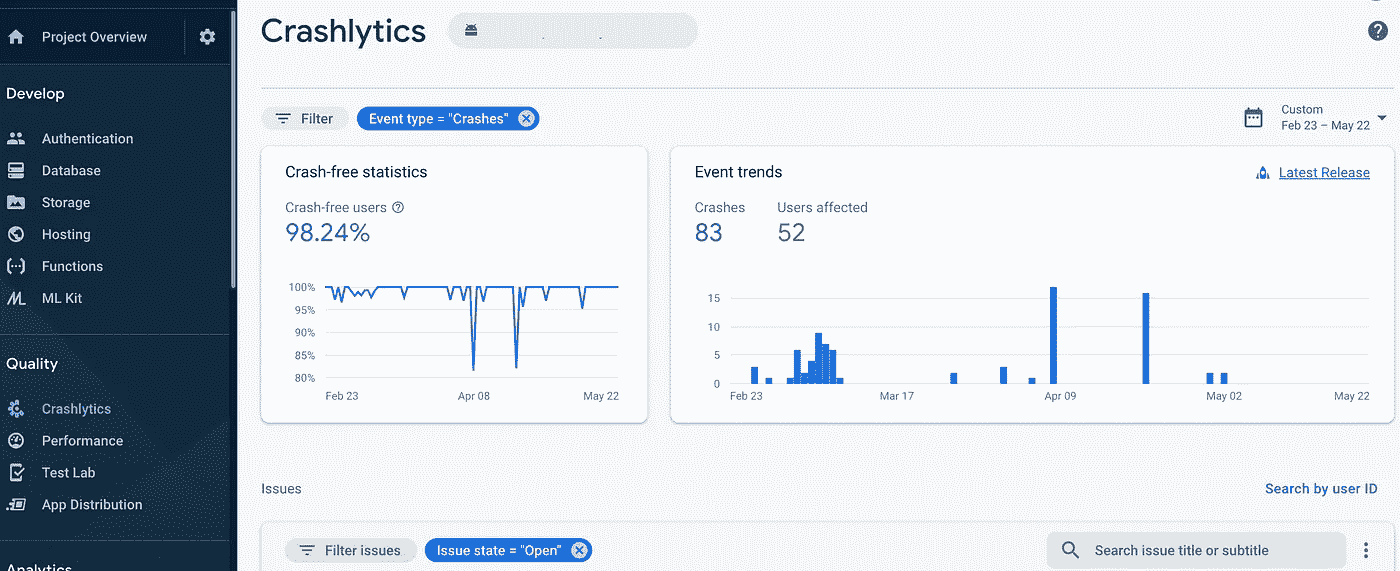 Project Overview
Develop
Authentication
Database
Storage
Hosting
Functions
ML Kit
Quality
Crashlytics
Performance
Test Lab
App Distribution
Analytics
Crashlytics
Filter
Event type = "Crashes"
Custom
Feb 23 – May 22
Crash-free statistics
Crash-free users
98.24%
100%
95%
90%
85%
80%
Feb 23 Apr 08 May 22
Event trends
Latest Release
Crashes Users affected
83 52
15
10
5
0
Feb 23 Mar 17 Apr 09 May 02 May 22
Issues
Search by user ID
Filter issues
Issue state = "Open"
Search issue title or subtitle